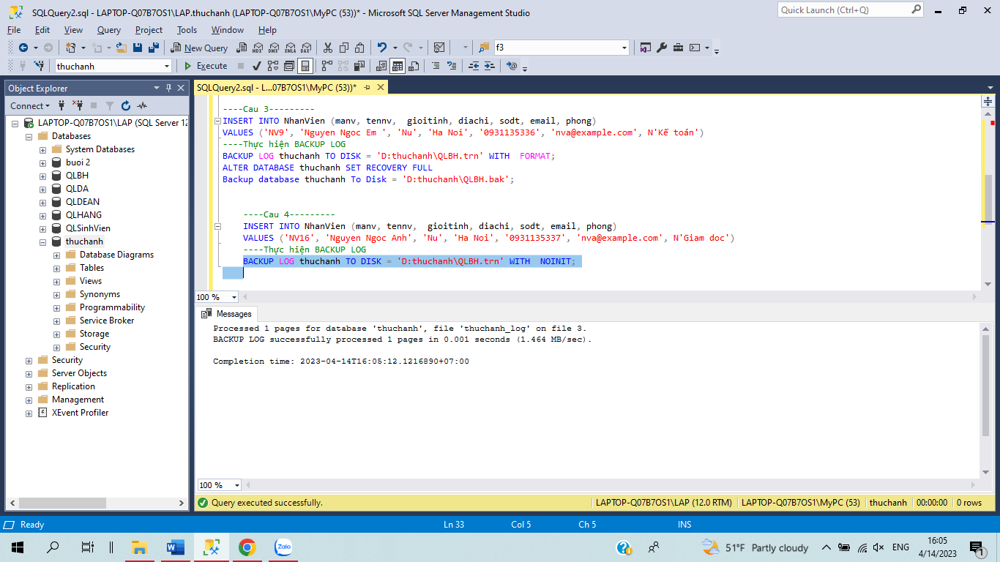 SQLQuery2.sql - LAPTOP-Q07B7OS1\LAP.thuchanh (LAPTOP-Q07B7OS1\MyPC (53))* - Microsoft SQL Server Management Studio
Quick Launch (Ctrl+Q)
File Edit View Query Project Tools Window Help
New Query MDX DMX XMLA DAX f3
thuchanh Execute
Object Explorer
Connect
LAPTOP-Q07B7OS1\LAP (SQL Server 12
Databases
System Databases
buoi 2
QLBH
QLDA
QLDEAN
QLHANG
QLSinhVien
thuchanh
Database Diagrams
Tables
Views
Synonyms
Programmability
Service Broker
Storage
Security
Security
Server Objects
Replication
Management
XEvent Profiler
SQLQuery2.sql - L...07B7OS1\MyPC (53))*
----Cau 3---------
INSERT INTO NhanVien (manv, tennv,  gioitinh, diachi, sodt, email, phong)
VALUES ('NV9', 'Nguyen Ngoc Em ', 'Nu', 'Ha Noi', '0931135336', 'nva@example.com', N'Kế toán')
----Thực hiện BACKUP LOG
BACKUP LOG thuchanh TO DISK = 'D:thuchanh\QLBH.trn' WITH  FORMAT;
ALTER DATABASE thuchanh SET RECOVERY FULL
Backup database thuchanh To Disk = 'D:thuchanh\QLBH.bak';
----Cau 4---------
INSERT INTO NhanVien (manv, tennv,  gioitinh, diachi, sodt, email, phong)
VALUES ('NV16', 'Nguyen Ngoc Anh', 'Nu', 'Ha Noi', '0931135337', 'nva@example.com', N'Giam doc')
----Thực hiện BACKUP LOG
BACKUP LOG thuchanh TO DISK = 'D:thuchanh\QLBH.trn' WITH  NOINIT;
100 %
Messages
Processed 1 pages for database 'thuchanh', file 'thuchanh_log' on file 3.
BACKUP LOG successfully processed 1 pages in 0.001 seconds (1.464 MB/sec).
Completion time: 2023-04-14T16:05:12.1216890+07:00
100 %
Query executed successfully. LAPTOP-Q07B7OS1\LAP (12.0 RTM) LAPTOP-Q07B7OS1\MyPC (53) thuchanh 00:00:00 0 rows
Ready Ln 33 Col 5 Ch 5 INS
W Zalo 51°F Partly cloudy ENG 16:05
4/14/2023 1